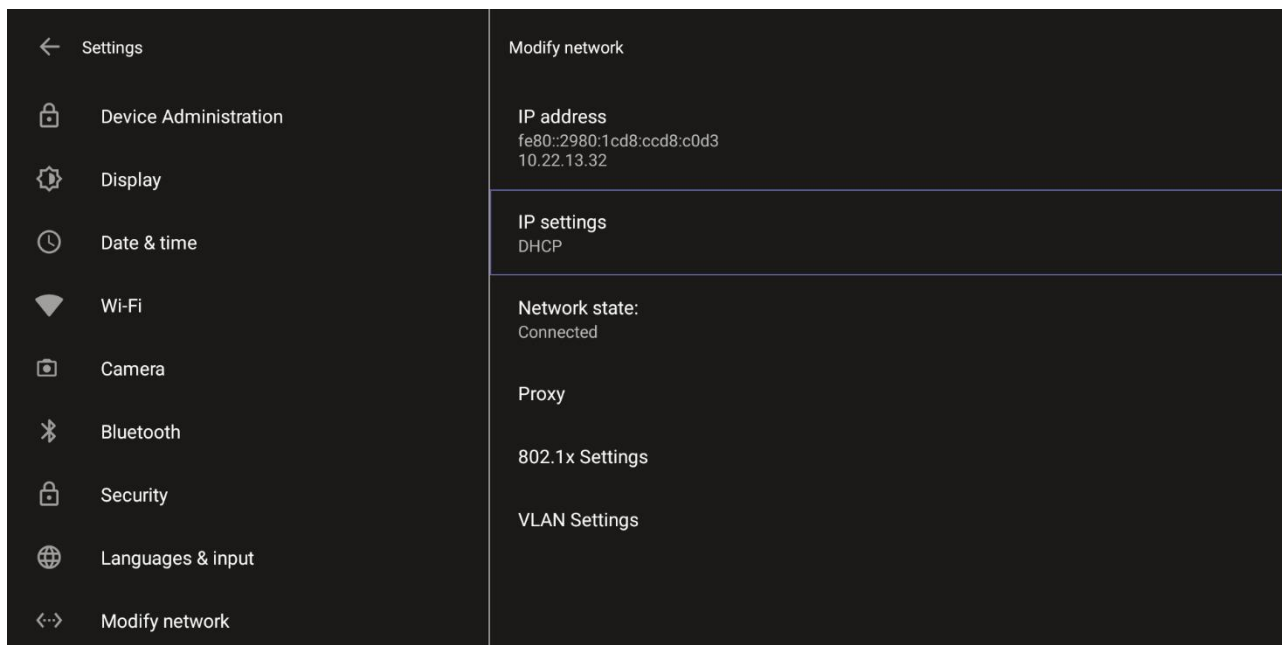 Settings
Device Administration
Display
Date & time
Wi-Fi
Camera
Bluetooth
Security
Languages & input
Modify network
Modify network
IP address
fe80::2980:1cd8:ccd8:c0d3
10.22.13.32
IP settings
DHCP
Network state:
Connected
Proxy
802.1x Settings
VLAN Settings